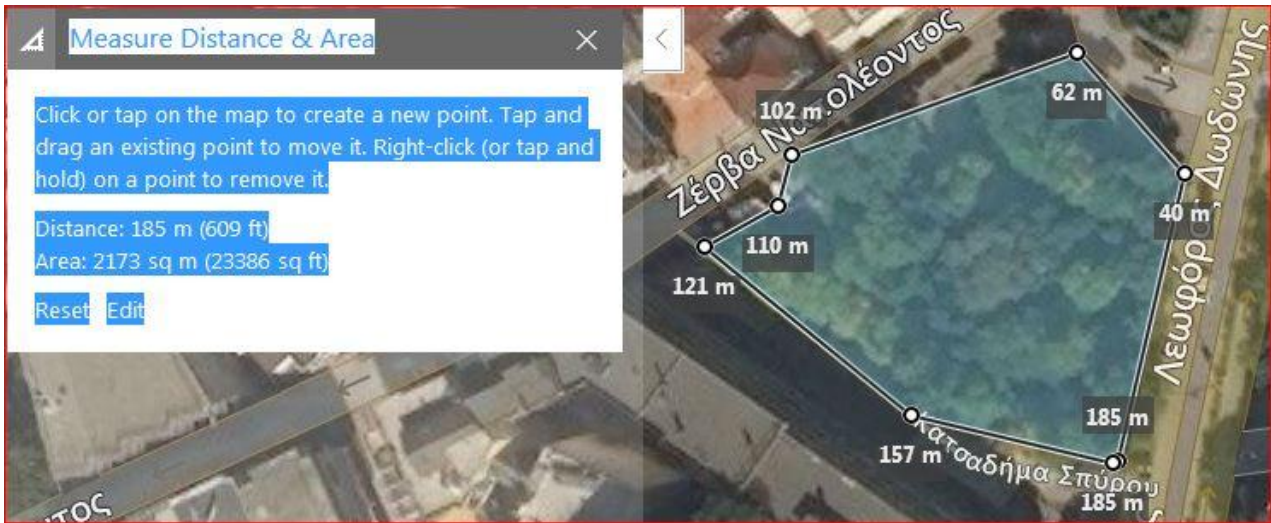 Measure Distance & Area
Click or tap on the map to create a new point. Tap and
drag an existing point to move it. Right-click (or tap and
hold) on a point to remove it.
Distance: 185 m (609 ft)
Area: 2173 sq m (23386 sq ft)
Reset Edit
ντος
Ζέρβα Ναπολέοντος
102 m
62 m
Λεωφόρος Δωδώνης
40 m
110 m
121 m
185 m
157 m
Κατσαδήμα Σπύρου
185 m
ης